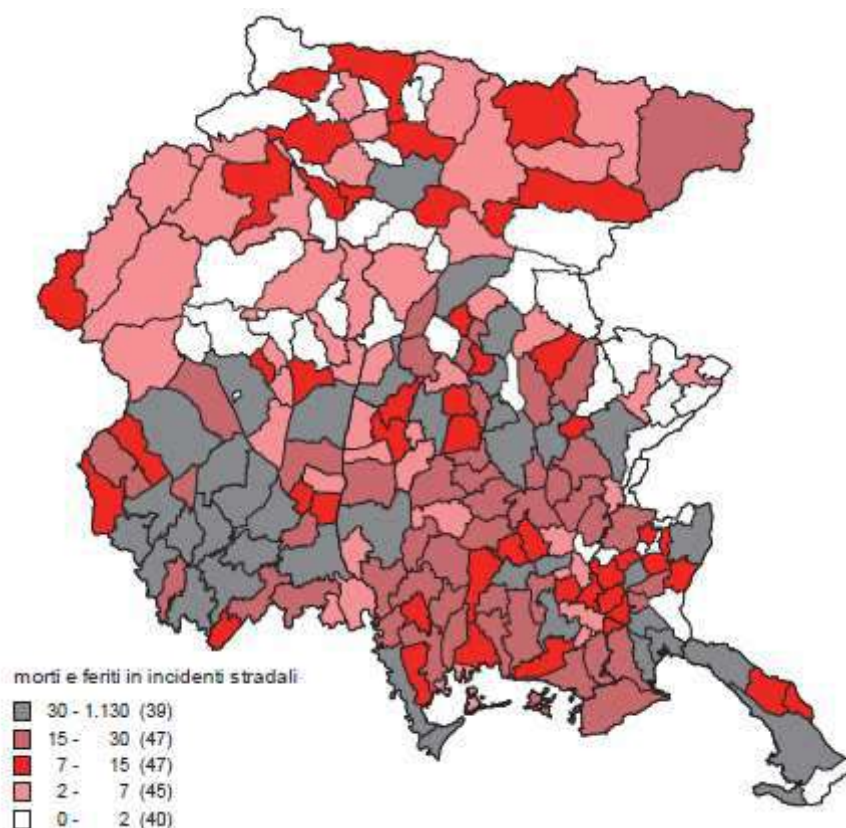 morti e feriti in incidenti stradali
30 - 1.130 (39)
15 - 30 (47)
7 - 15 (47)
2 - 7 (45)
0 - 2 (40)